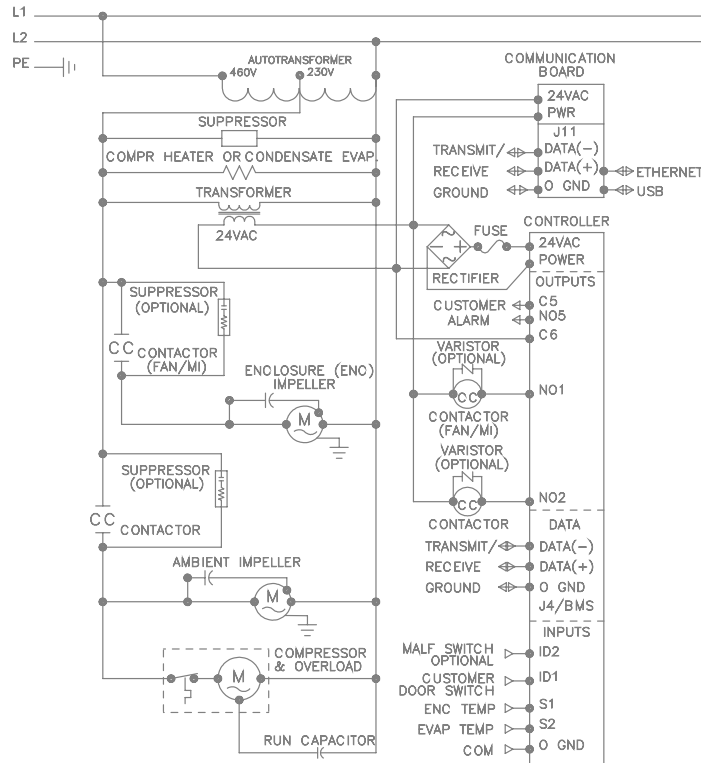 L1
L2
PE
AUTOTRANSFORMER
460V
230V
SUPPRESSOR
COMPR HEATER OR CONDENSATE EVAP.
TRANSFORMER
24VAC
COMMUNICATION
BOARD
24VAC
PWR
J11
TRANSMIT/
DATA(-)
RECEIVE
DATA(+)
ETHERNET
GROUND
O GND
USB
CONTROLLER
FUSE
24VAC
POWER
RECTIFIER
OUTPUTS
SUPPRESSOR
(OPTIONAL)
CUSTOMER
ALARM
C5
NO5
C6
CC
CONTACTOR
(FAN/MI)
VARISTOR
(OPTIONAL)
CC
NO1
CONTACTOR
(FAN/MI)
ENCLOSURE (ENC)
IMPELLER
M
VARISTOR
(OPTIONAL)
SUPPRESSOR
(OPTIONAL)
CC
NO2
CONTACTOR
CC
CONTACTOR
DATA
TRANSMIT/
DATA(-)
RECEIVE
DATA(+)
GROUND
O GND
J4/BMS
AMBIENT IMPELLER
M
INPUTS
COMPRESSOR
& OVERLOAD
M
MALF SWITCH
OPTIONAL
ID2
CUSTOMER
DOOR SWITCH
ID1
ENC TEMP
S1
EVAP TEMP
S2
COM
O GND
RUN CAPACITOR